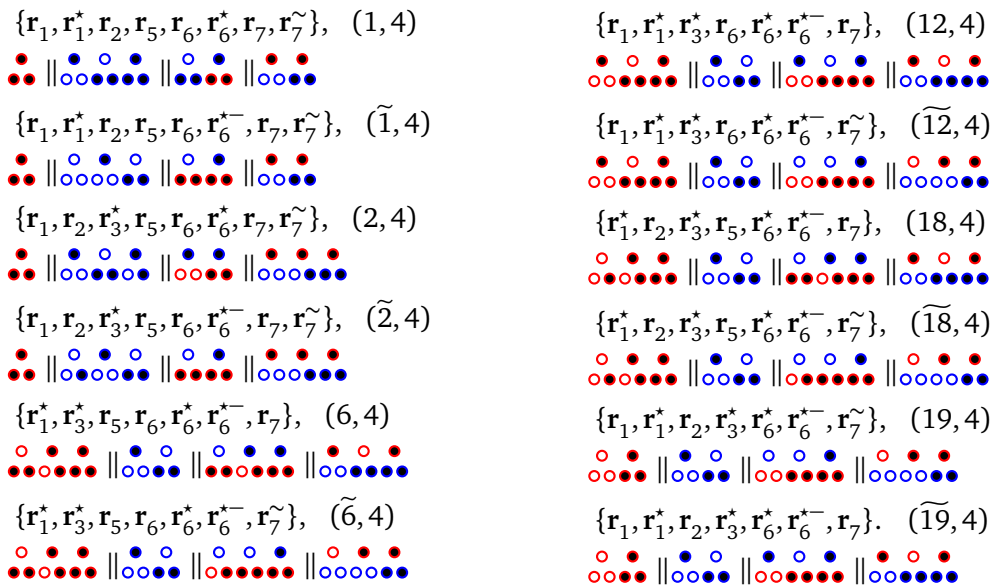 {r₁, r₁*, r₂, r₅, r₆, r₆*, r₇, r₇~}, (1, 4)
{r₁, r₁*, r₂, r₅, r₆, r₆*⁻, r₇, r₇~}, (1̃, 4)
{r₁, r₂, r₃*, r₅, r₆, r₆*, r₇, r₇~}, (2, 4)
{r₁, r₂, r₃*, r₅, r₆, r₆*⁻, r₇, r₇~}, (2̃, 4)
{r₁*, r₃*, r₅, r₆, r₆*, r₆*⁻, r₇}, (6, 4)
{r₁*, r₃*, r₅, r₆, r₆*, r₆*⁻, r₇~}, (6̃, 4)
{r₁, r₁*, r₃*, r₆, r₆*, r₆*⁻, r₇}, (12, 4)
{r₁, r₁*, r₃*, r₆, r₆*, r₆*⁻, r₇~}, (1͠2, 4)
{r₁*, r₂, r₃*, r₅, r₆*, r₆*⁻, r₇}, (18, 4)
{r₁*, r₂, r₃*, r₅, r₆*, r₆*⁻, r₇~}, (1͠8, 4)
{r₁, r₁*, r₂, r₃*, r₆*, r₆*⁻, r₇~}, (19, 4)
{r₁, r₁*, r₂, r₃*, r₆*, r₆*⁻, r₇}. (1͠9, 4)